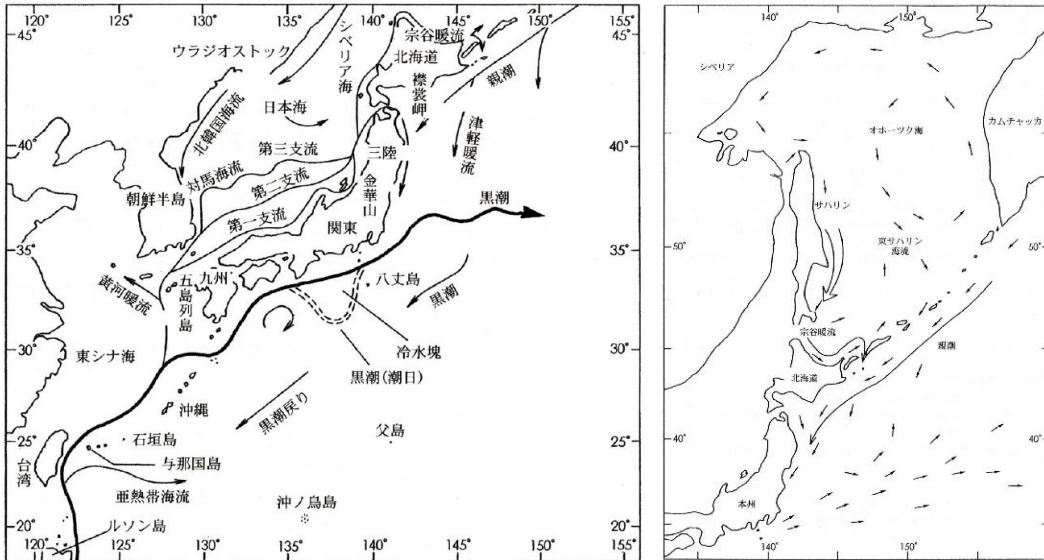 120° 125° 130° 135° 140° 145° 150°
45°
ウラジオストック
シベリア海
宗谷暖流
北海道
襟裳岬
親潮
日本海
北韓国海流
津軽暖流
40°
第三支流
三陸
対馬海流
第二支流
金華山
朝鮮半島
黒潮
第一支流
関東
35°
九州
八丈島
五島列島
黄河暖流
黒潮
30°
冷水塊
東シナ海
黒潮(潮日)
沖縄
黒潮戻り
25°
石垣島
父島
台湾
与那国島
亜熱帯海流
沖ノ鳥島
20°
ルソン島
45°
40°
35°
30°
25°
20°
120° 125° 130° 135° 140° 145° 150°
140° 150°
シベリア
カムチャッカ
オホーツク海
サハリン
東サハリン
海流
50°
50°
宗谷暖流
親潮
北海道
40°
40°
本州
140° 150°